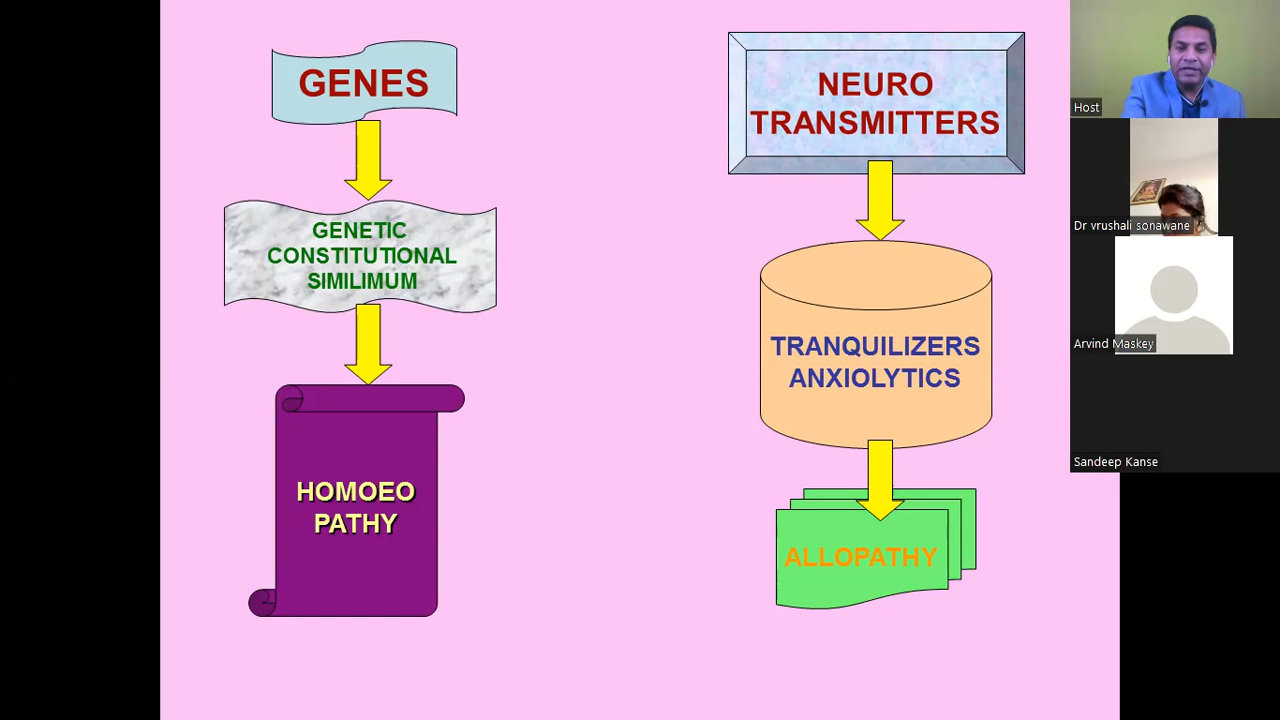 GENES
GENETIC
CONSTITUTIONAL
SIMILIMUM
HOMOEO
PATHY
NEURO
TRANSMITTERS
TRANQUILIZERS
ANXIOLYTICS
ALLOPATHY
Host
Dr vrushali sonawane
Arvind Maskey
Sandeep Kanse